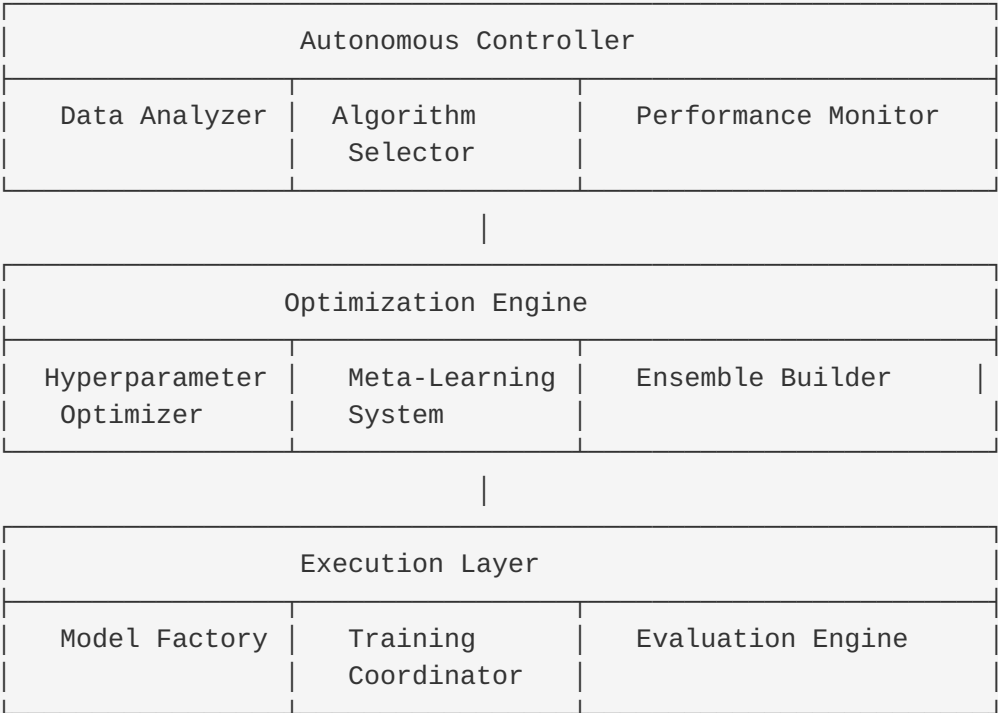 Autonomous Controller
Data Analyzer Algorithm Performance Monitor
Selector
Optimization Engine
Hyperparameter Meta-Learning Ensemble Builder
Optimizer System
Execution Layer
Model Factory Training Evaluation Engine
Coordinator